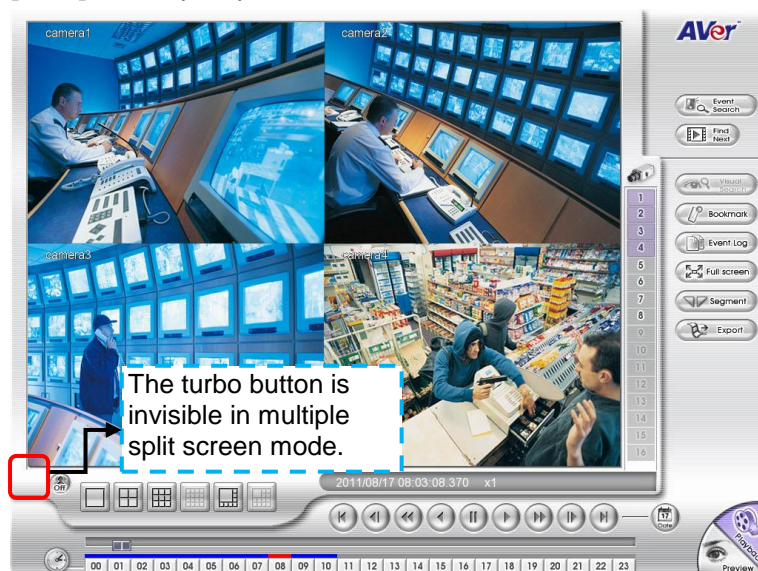 camera1
camera2
AVer
Event Search
Find Next
Visual Search
1
2
Bookmark
3
4
Event Log
camera3
camera4
5
6
Full screen
7
Segment
8
9
Export
10
11
12
13
14
15
16
The turbo button is
invisible in multiple
split screen mode.
Off
2011/08/17 08:03:08.370 x1
17
Date
Playback
Preview
00 01 02 03 04 05 06 07 08 09 10 11 12 13 14 15 16 17 18 19 20 21 22 23